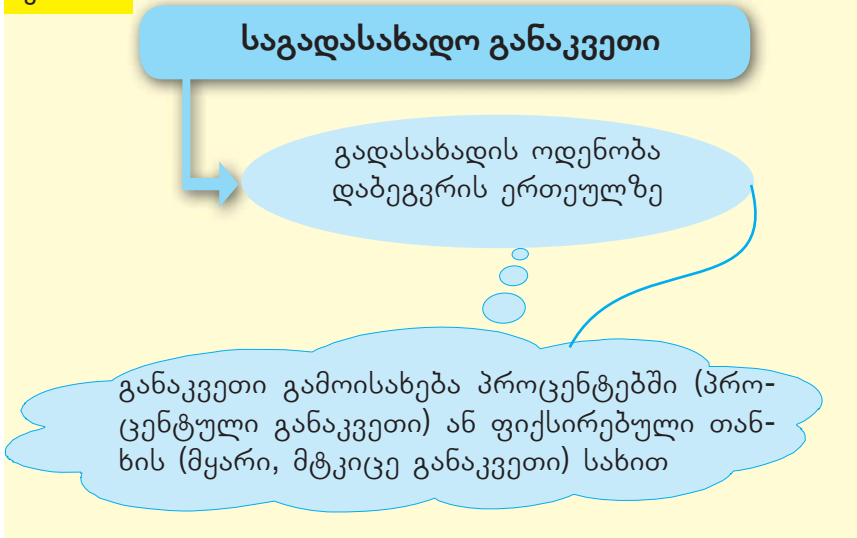 საგადასახადო განაკვეთი
გადასახადის ოდენობა
დაბეგვრის ერთეულზე
განაკვეთი გამოისახება პროცენტებში (პრო-
ცენტული განაკვეთი) ან ფიქსირებული თან-
ხის (მყარი, მტკიცე განაკვეთი) სახით